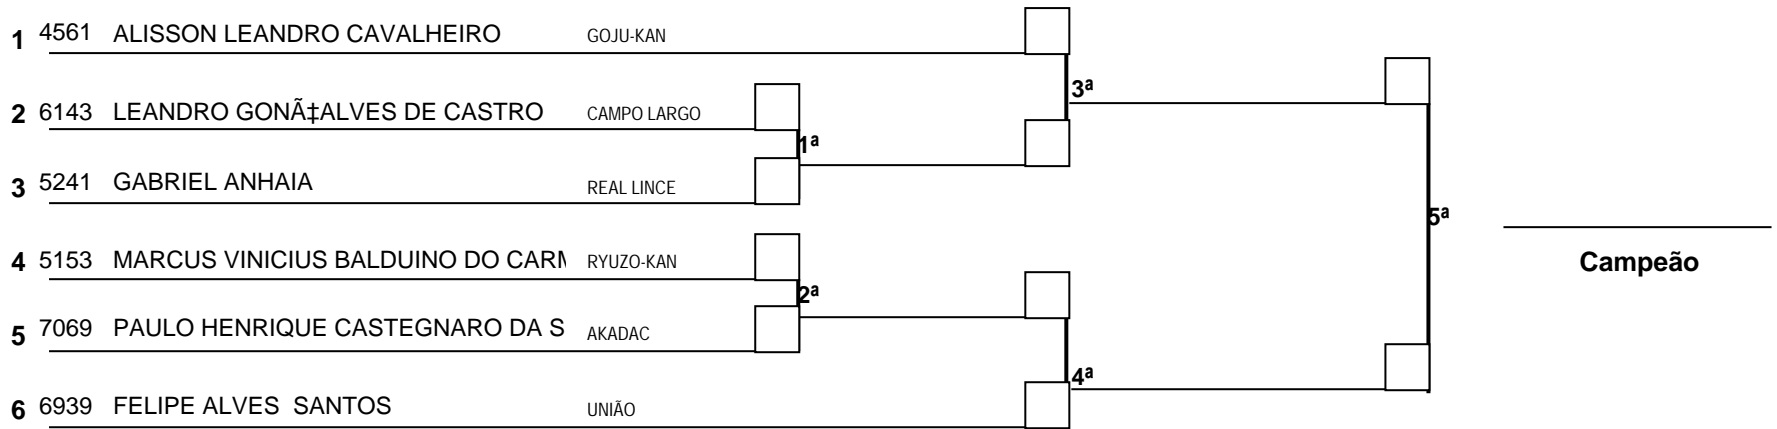 1 4561 ALISSON LEANDRO CAVALHEIRO GOJU-KAN
3ª
2 6143 LEANDRO GONÃ‡ALVES DE CASTRO CAMPO LARGO
1ª
3 5241 GABRIEL ANHAIA REAL LINCE
5ª
4 5153 MARCUS VINICIUS BALDUINO DO CARM RYUZO-KAN
Campeão
2ª
5 7069 PAULO HENRIQUE CASTEGNARO DA S AKADAC
4ª
6 6939 FELIPE ALVES SANTOS UNIÃO